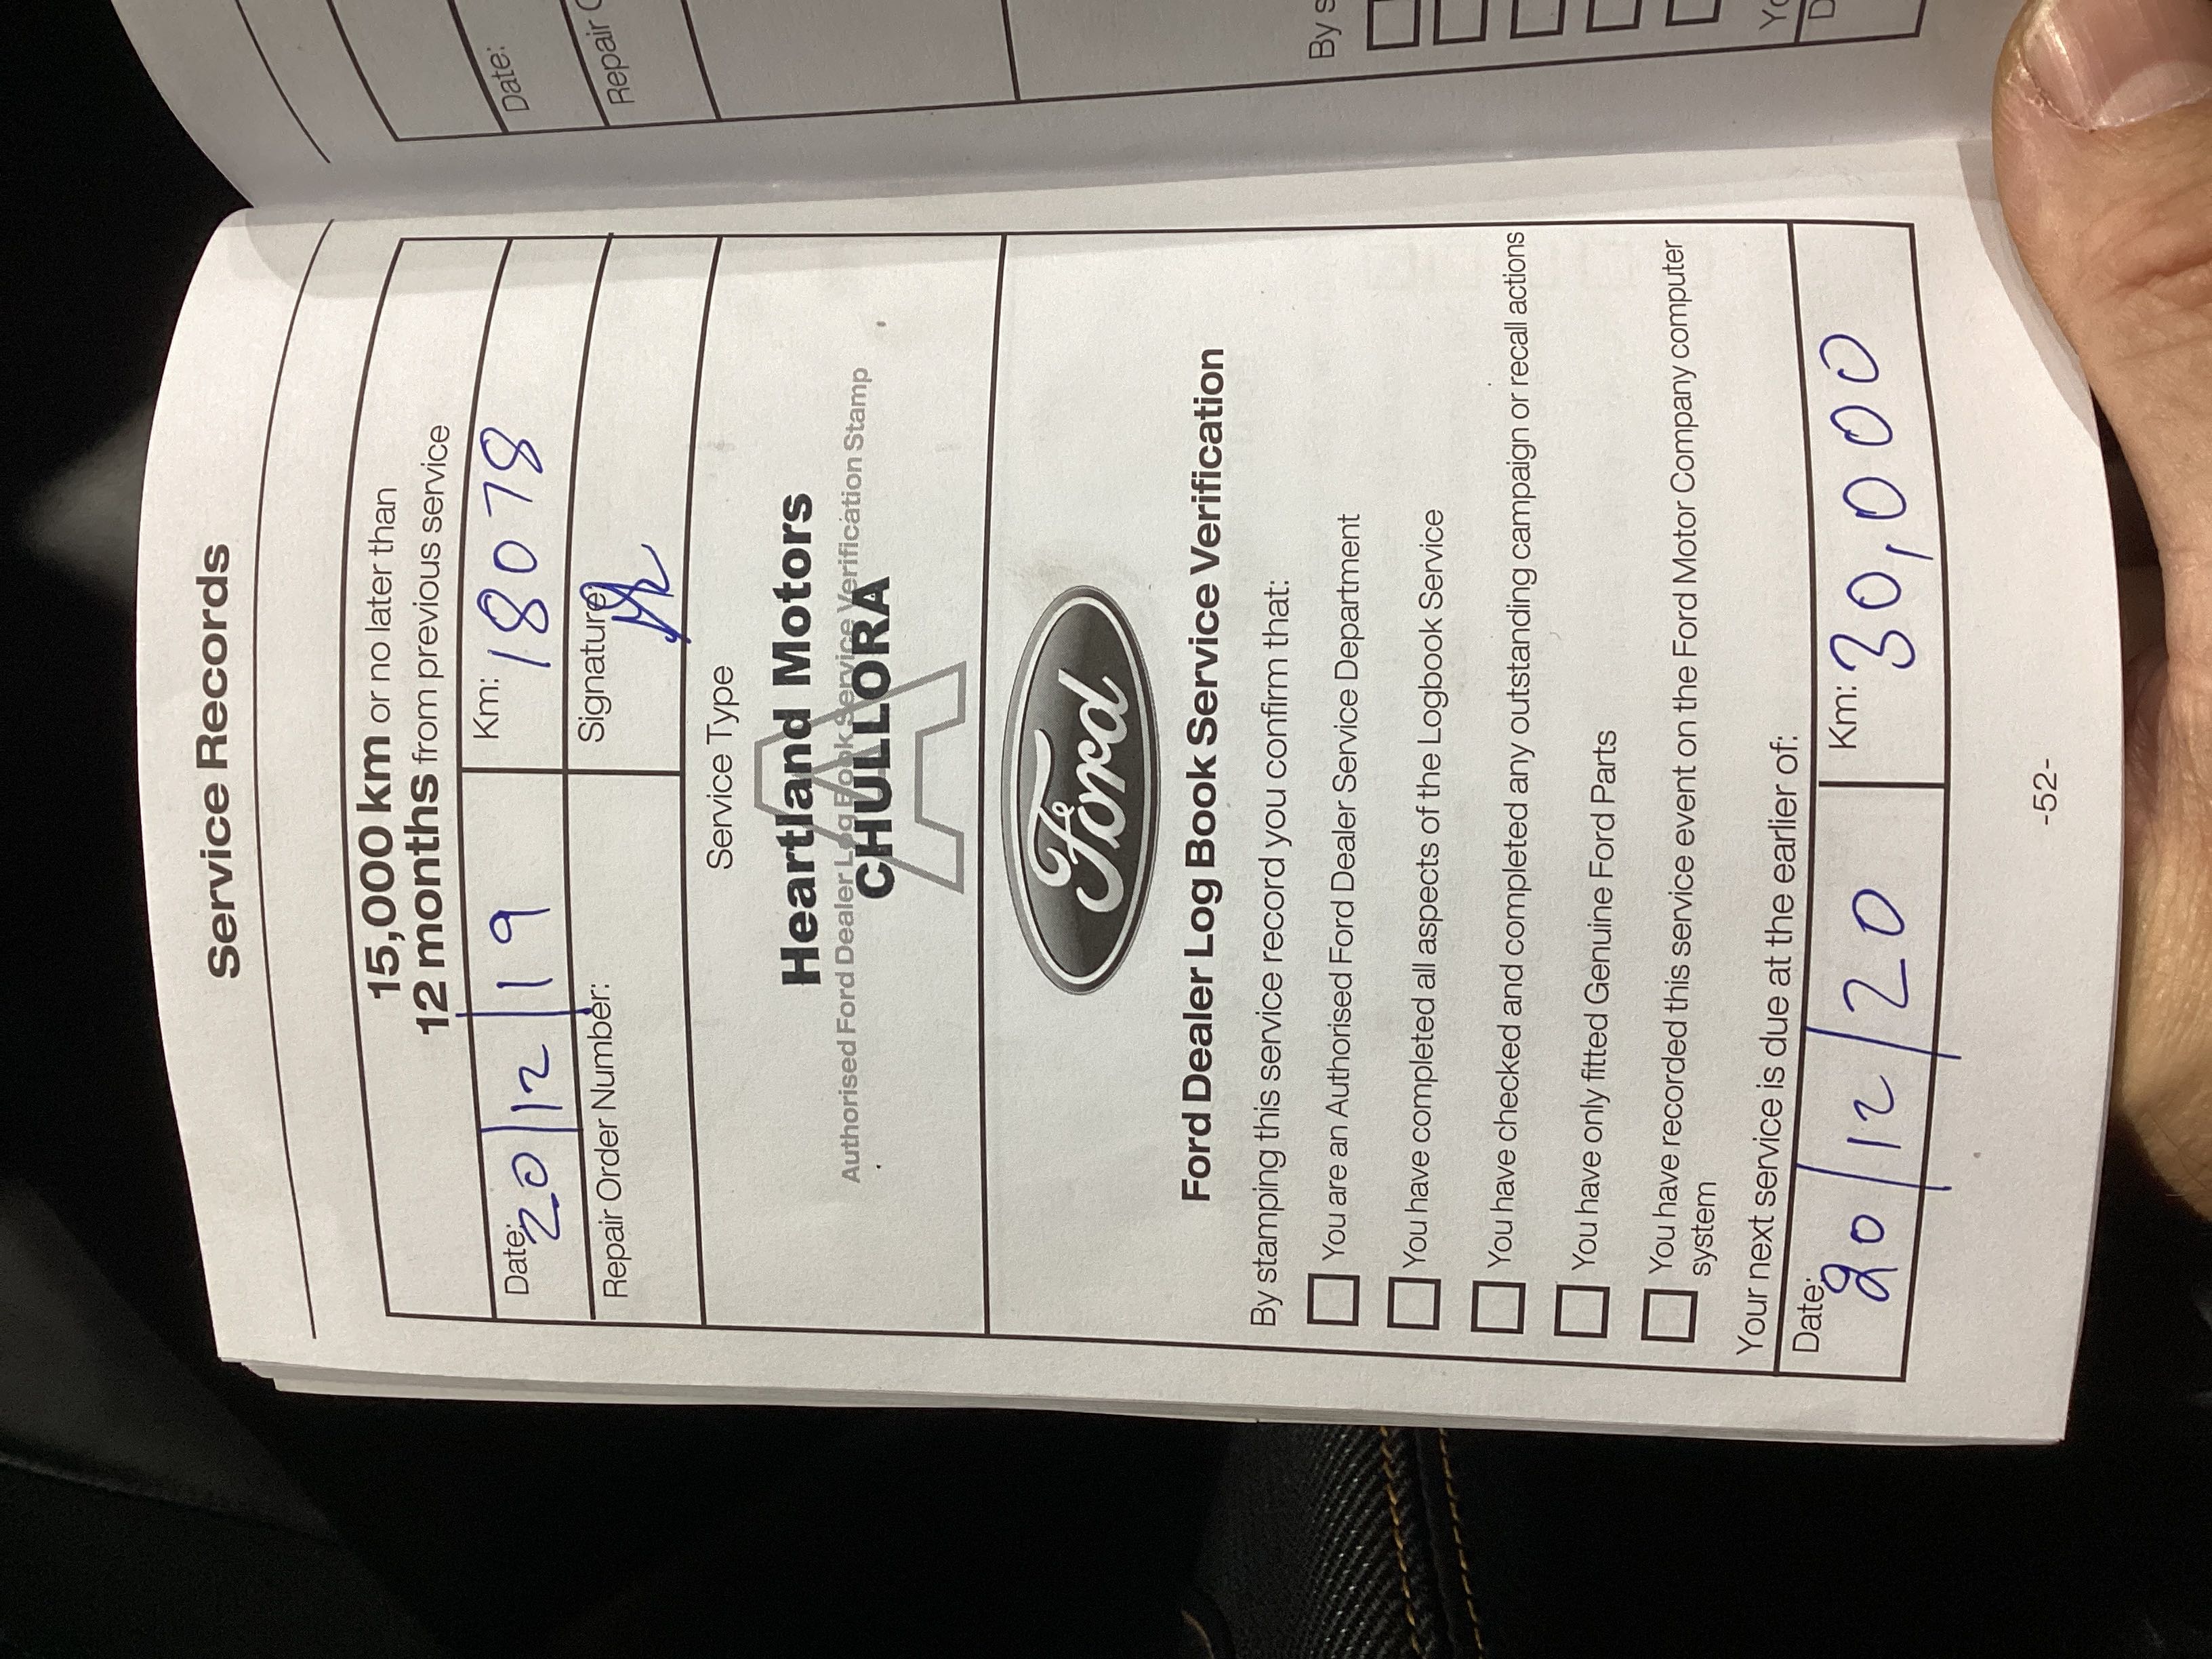 Service Records
15,000 km or no later than
12 months from previous service
Date: 20/12/19 Km: 18078
Repair Order Number: Signature:
Service Type
Heartland Motors
Authorised Ford Dealer Log Book Service Verification Stamp
CHULLORA
A
Ford
Ford Dealer Log Book Service Verification
By stamping this service record you confirm that:
You are an Authorised Ford Dealer Service Department
You have completed all aspects of the Logbook Service
You have checked and completed any outstanding campaign or recall actions
You have only fitted Genuine Ford Parts
You have recorded this service event on the Ford Motor Company computer
system
Your next service is due at the earlier of:
Date: 20/12/20 Km: 30,000
-52-
Date:
Repair
By